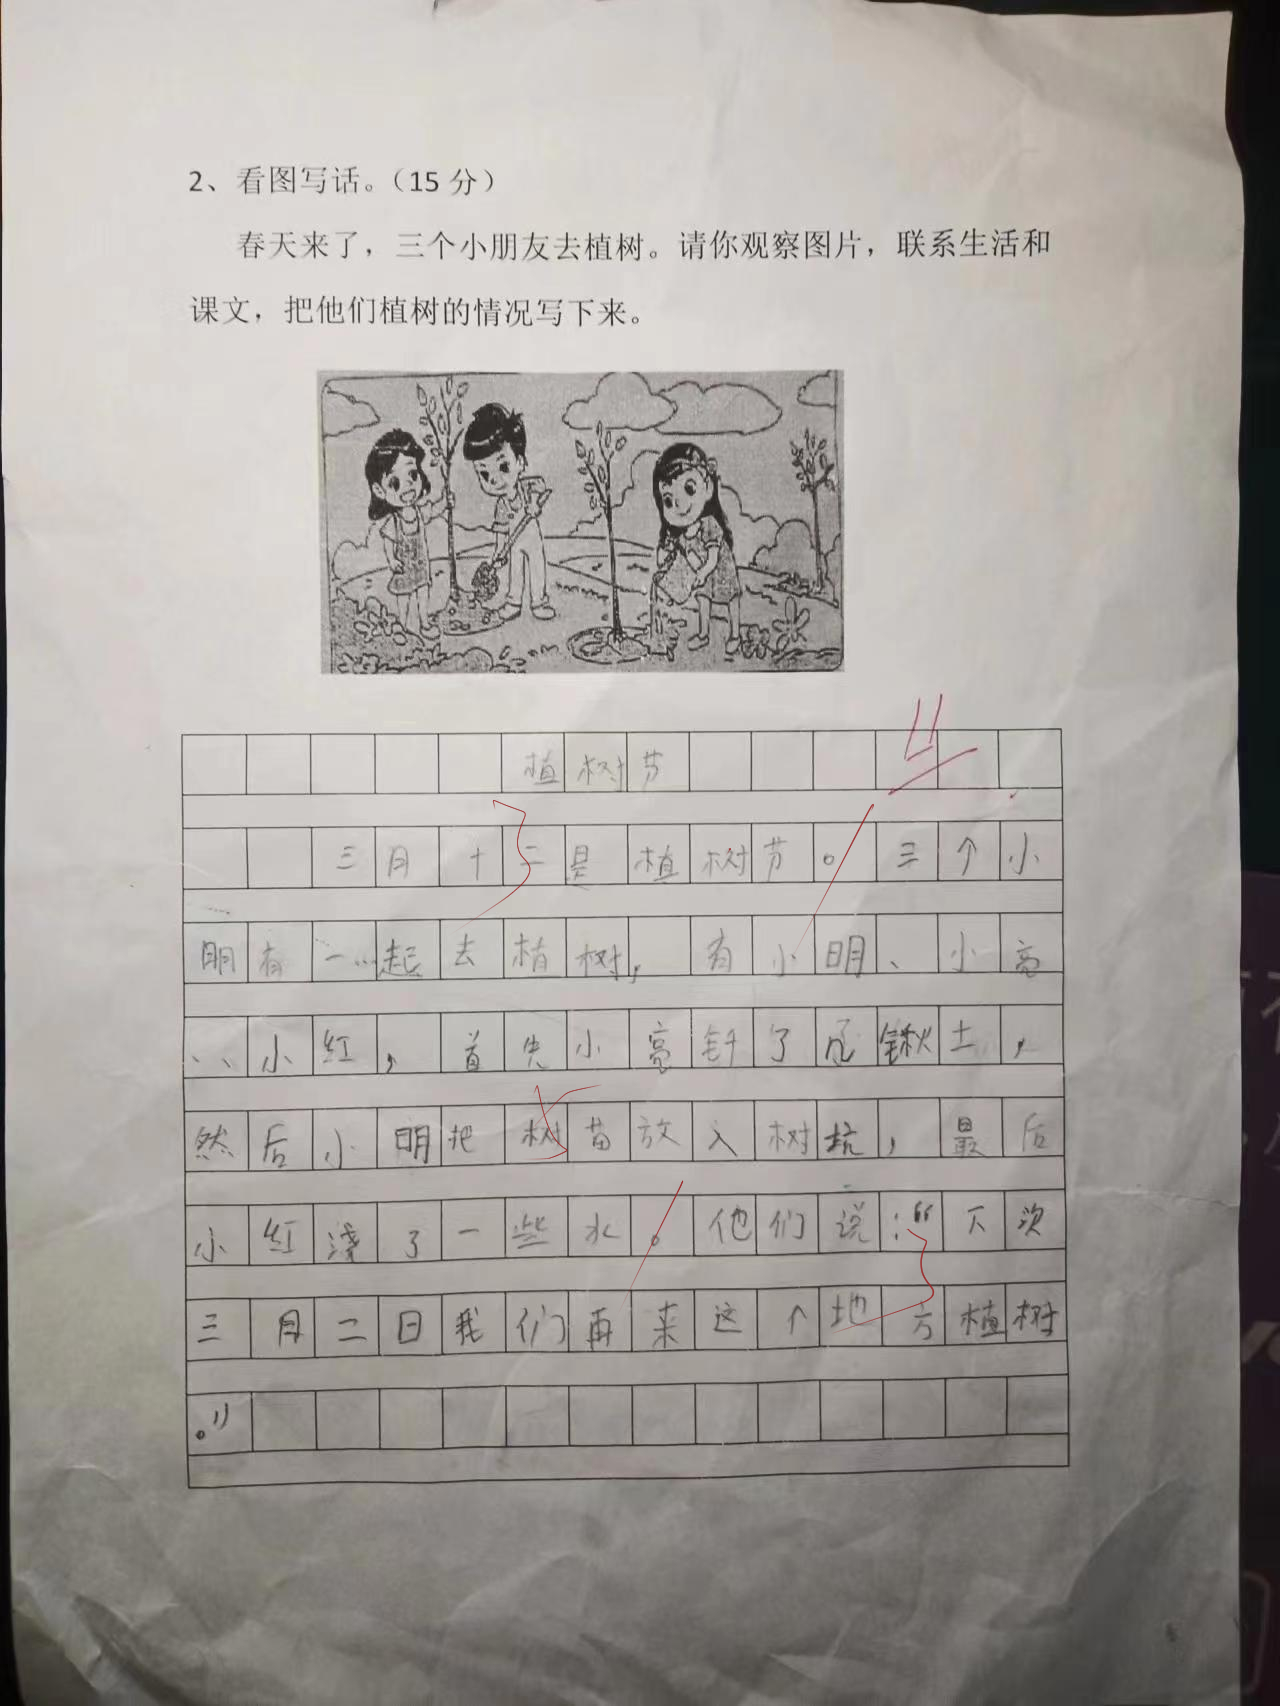 2、看图写话。（15 分）
春天来了，三个小朋友去植树。请你观察图片，联系生活和
课文，把他们植树的情况写下来。
11
植树节
三月十二是植树节。三个小
明有一起去植树，有小明、小亮
、小红，首先小亮了锹土，
然后小明把树苗放入树坑，最后
小红浇了一些水。他们说：“下次
三月二日我们再来这个地方植树
。”